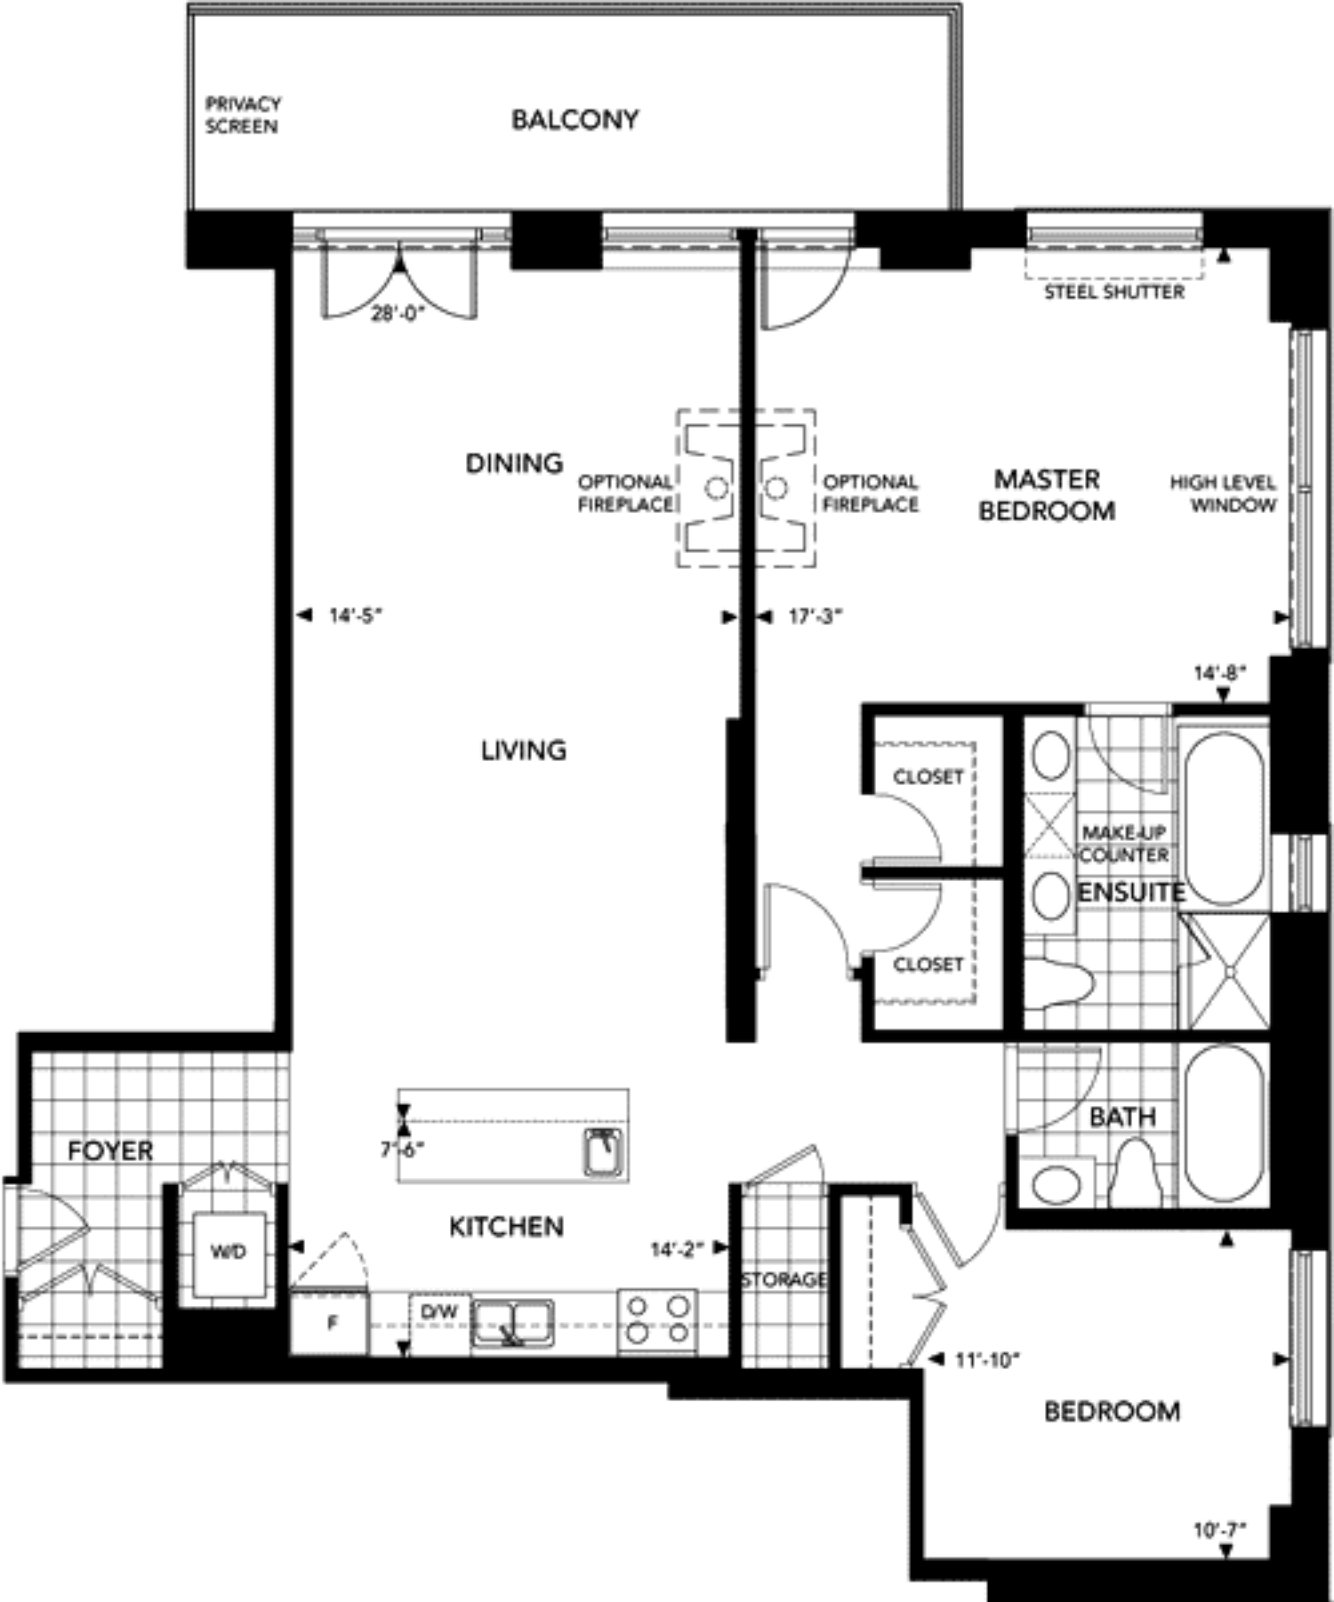 PRIVACY
SCREEN
BALCONY
STEEL SHUTTER
28'-0"
DINING
OPTIONAL
FIREPLACE
OPTIONAL
FIREPLACE
MASTER
BEDROOM
HIGH LEVEL
WINDOW
14'-5"
17'-3"
14'-8"
LIVING
CLOSET
MAKE-UP
COUNTER
ENSUITE
CLOSET
FOYER
7'-6"
BATH
KITCHEN
W/D
14'-2"
STORAGE
F
D/W
11'-10"
BEDROOM
10'-7"